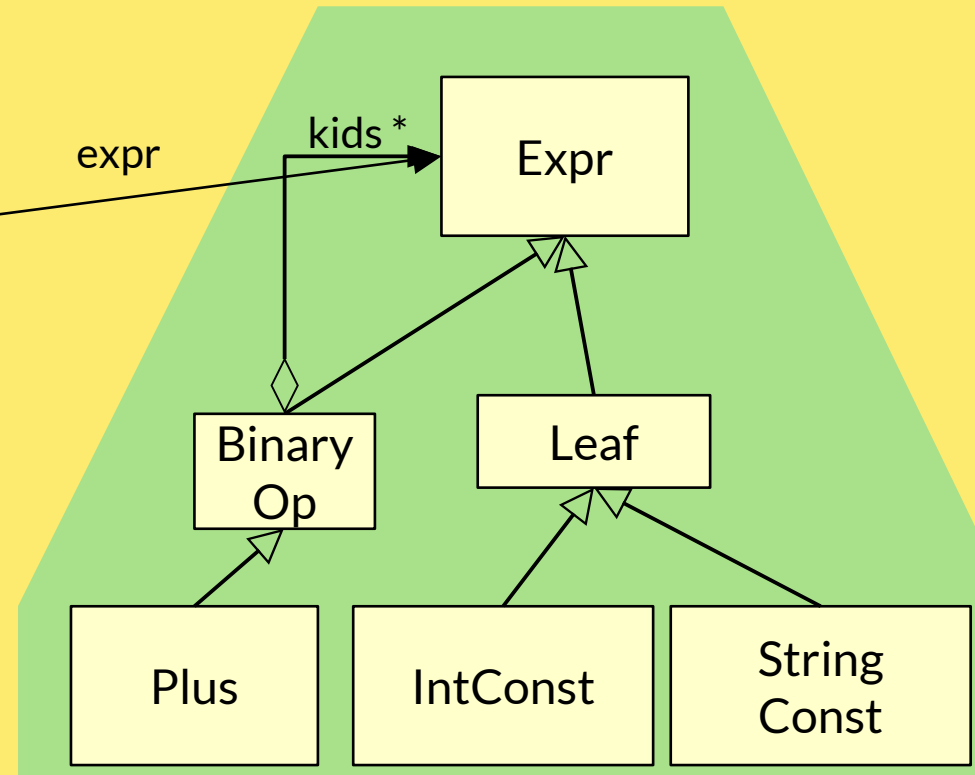 kids *
expr
Expr
Binary
Op
Leaf
Plus
IntConst
String
Const